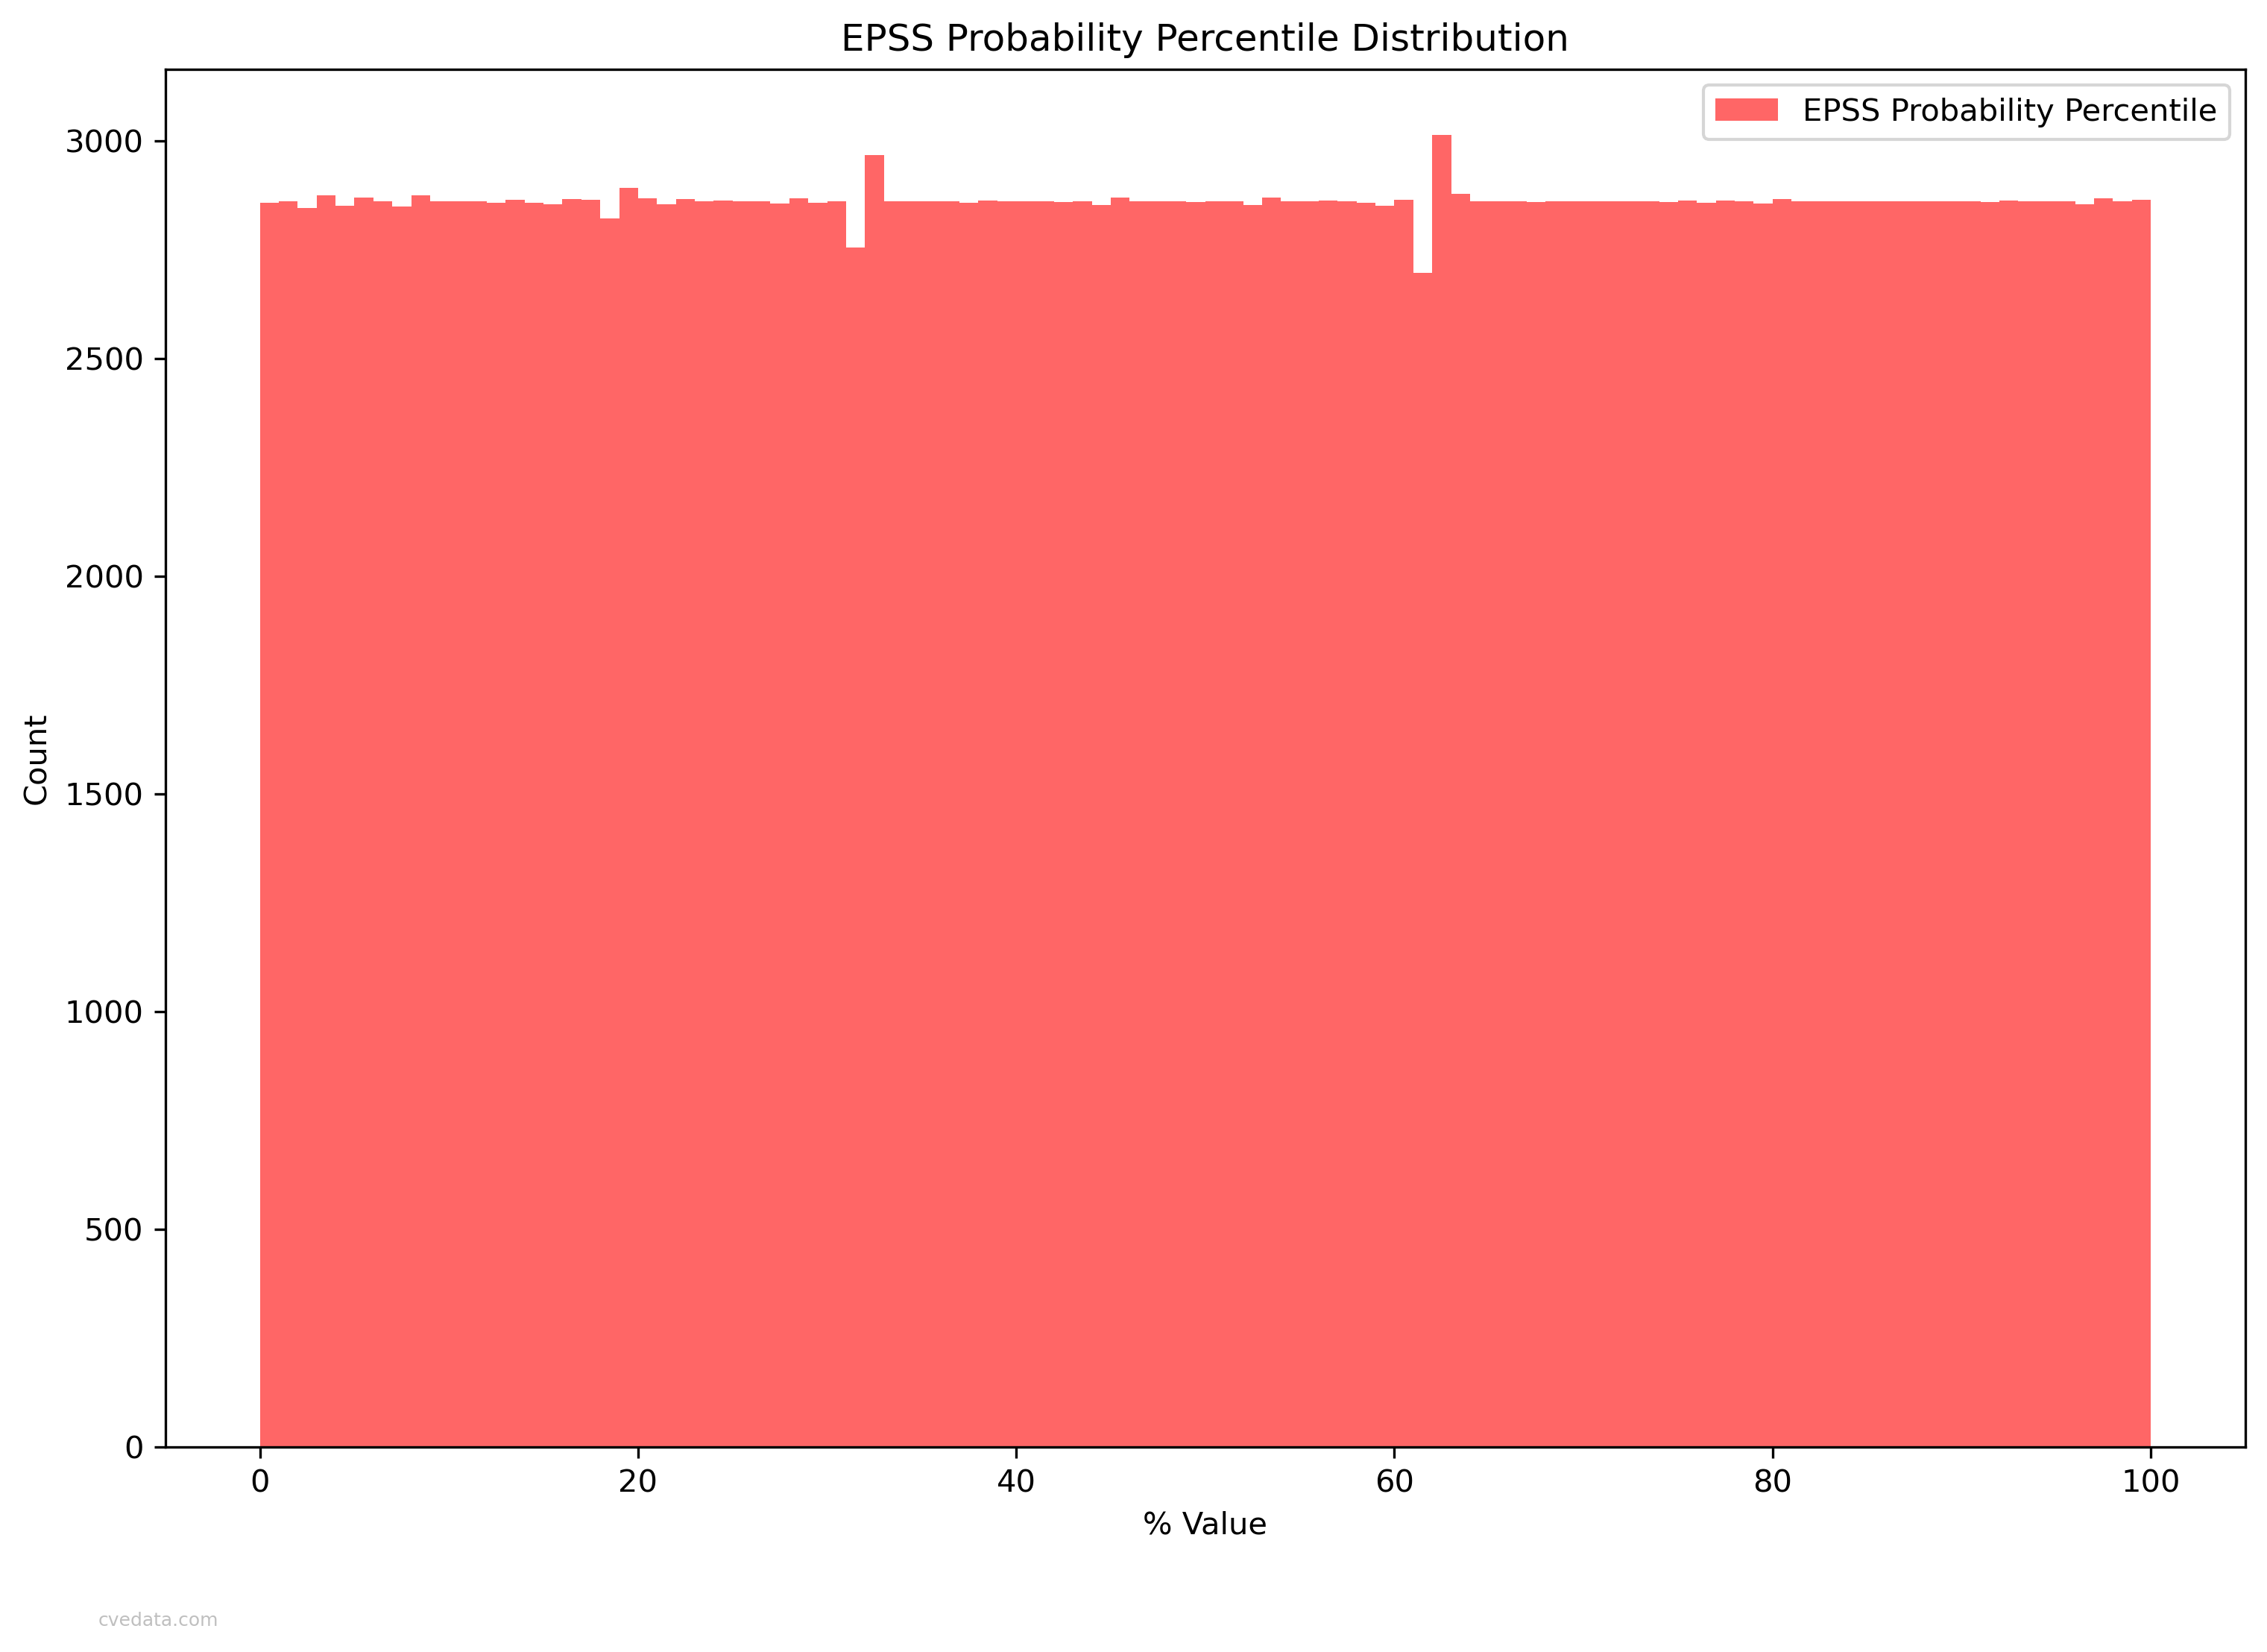 EPSS Probability Percentile Distribution
EPSS Probability Percentile
3000
2500
2000
1500
1000
500
0
Count
0 20 40 60 80 100
% Value
cvedata.com